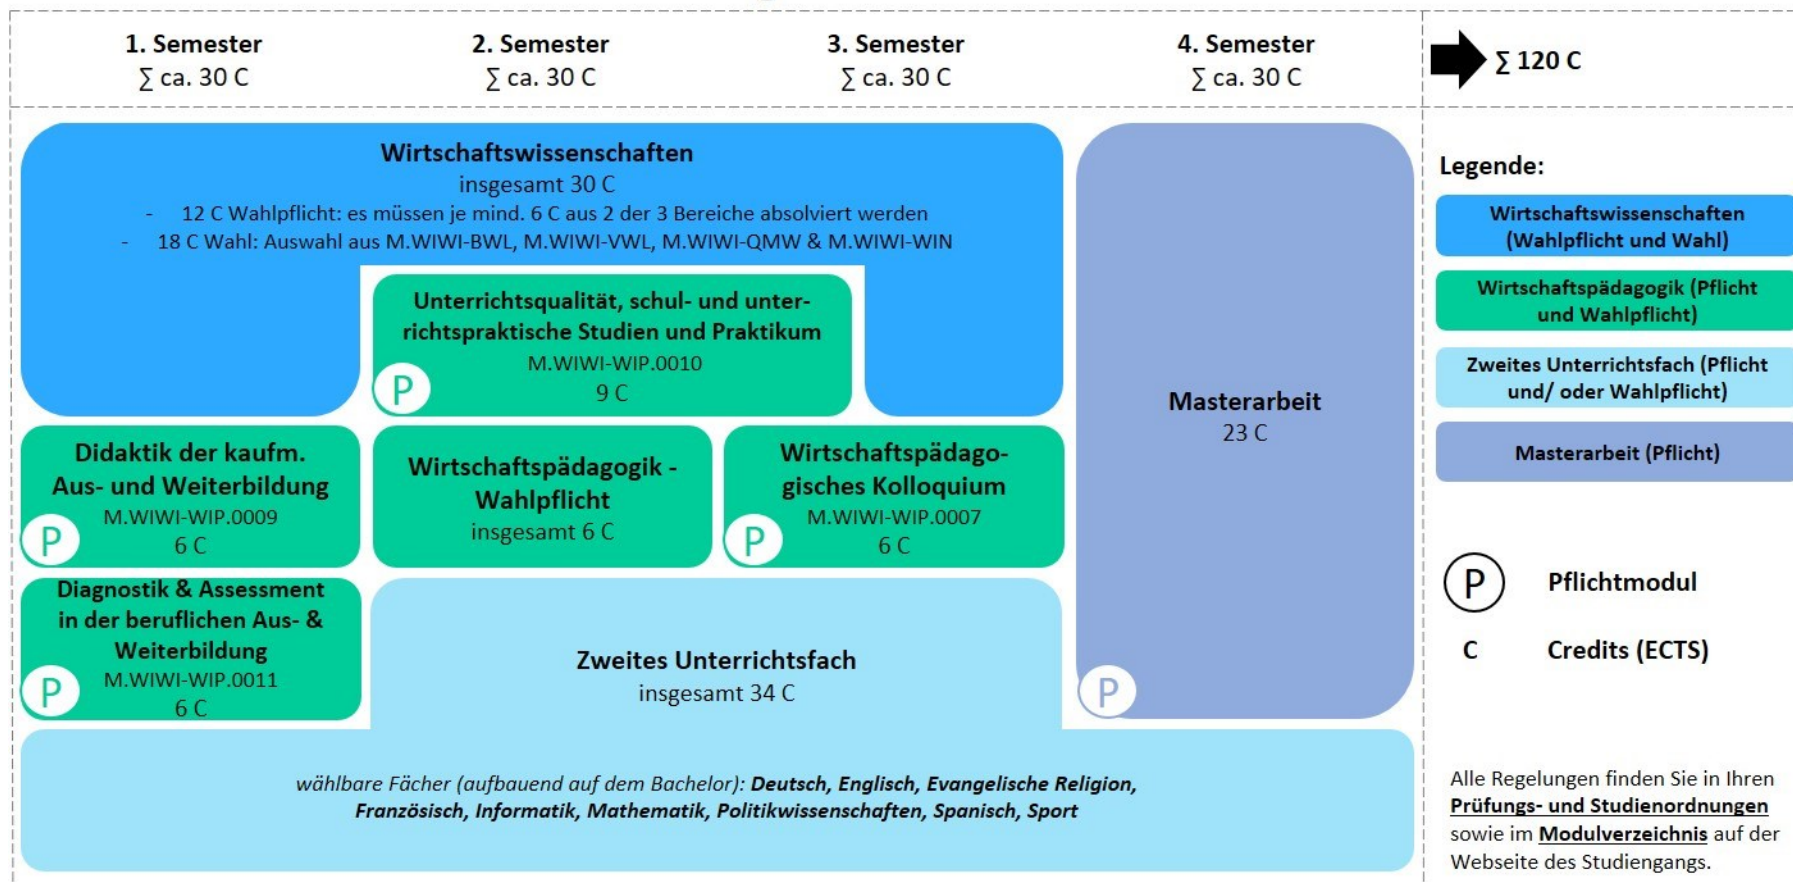 1. Semester
∑ ca. 30 C
2. Semester
∑ ca. 30 C
3. Semester
∑ ca. 30 C
4. Semester
∑ ca. 30 C
∑ 120 C
Wirtschaftswissenschaften
insgesamt 30 C
- 12 C Wahlpflicht: es müssen je mind. 6 C aus 2 der 3 Bereiche absolviert werden
- 18 C Wahl: Auswahl aus M.WIWI-BWL, M.WIWI-VWL, M.WIWI-QMW & M.WIWI-WIN
Unterrichtsqualität, schul- und unter-
richtspraktische Studien und Praktikum
M.WIWI-WIP.0010
9 C
P
Didaktik der kaufm.
Aus- und Weiterbildung
M.WIWI-WIP.0009
6 C
P
Wirtschaftspädagogik -
Wahlpflicht
insgesamt 6 C
Wirtschaftspädago-
gisches Kolloquium
M.WIWI-WIP.0007
6 C
P
Diagnostik & Assessment
in der beruflichen Aus- &
Weiterbildung
M.WIWI-WIP.0011
6 C
P
Zweites Unterrichtsfach
insgesamt 34 C
wählbare Fächer (aufbauend auf dem Bachelor): Deutsch, Englisch, Evangelische Religion,
Französisch, Informatik, Mathematik, Politikwissenschaften, Spanisch, Sport
Masterarbeit
23 C
P
Legende:
Wirtschaftswissenschaften
(Wahlpflicht und Wahl)
Wirtschaftspädagogik (Pflicht
und Wahlpflicht)
Zweites Unterrichtsfach (Pflicht
und/ oder Wahlpflicht)
Masterarbeit (Pflicht)
P Pflichtmodul
C Credits (ECTS)
Alle Regelungen finden Sie in Ihren
Prüfungs- und Studienordnungen
sowie im Modulverzeichnis auf der
Webseite des Studiengangs.